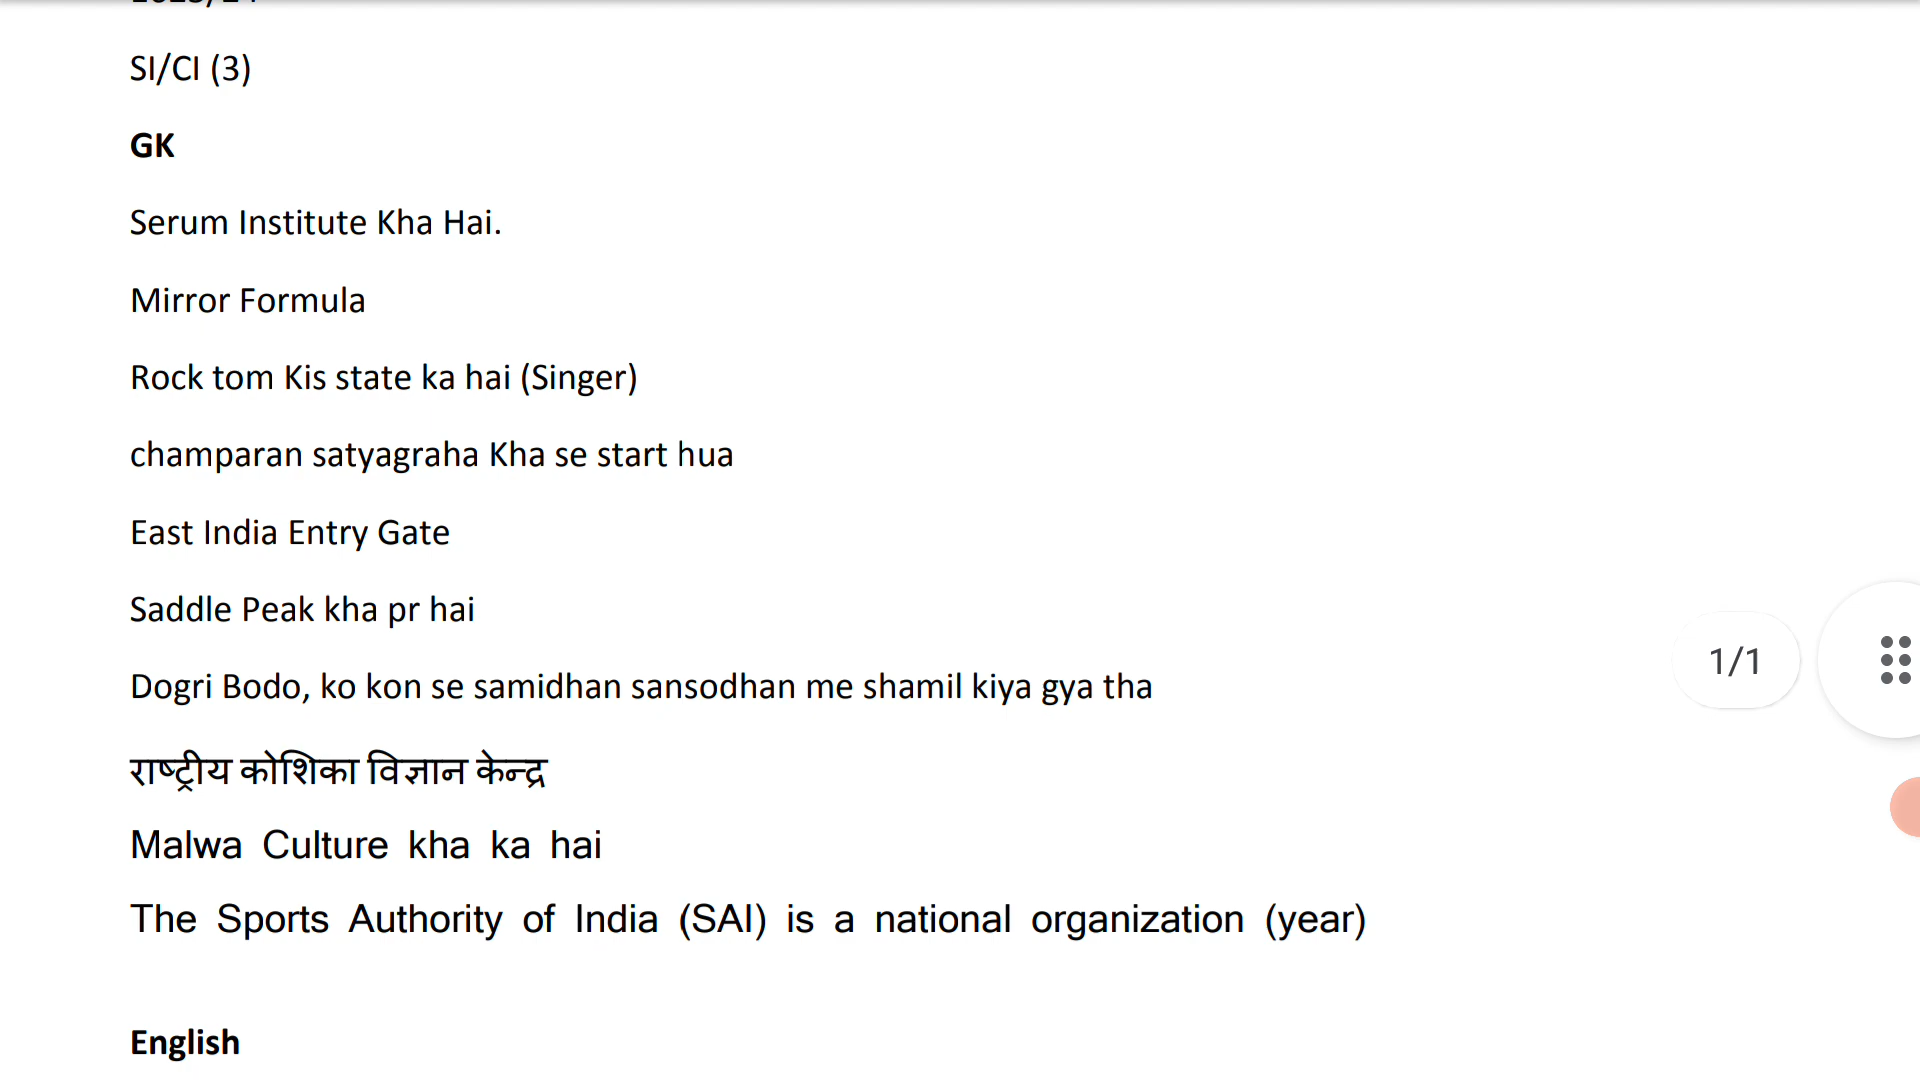 SI/CI (3)
GK
Serum Institute Kha Hai.
Mirror Formula
Rock tom Kis state ka hai (Singer)
champaran satyagraha Kha se start hua
East India Entry Gate
Saddle Peak kha pr hai
Dogri Bodo, ko kon se samidhan sansodhan me shamil kiya gya tha
राष्ट्रीय कोशिका विज्ञान केन्द्र
Malwa Culture kha ka hai
The Sports Authority of India (SAI) is a national organization (year)
1/1
English